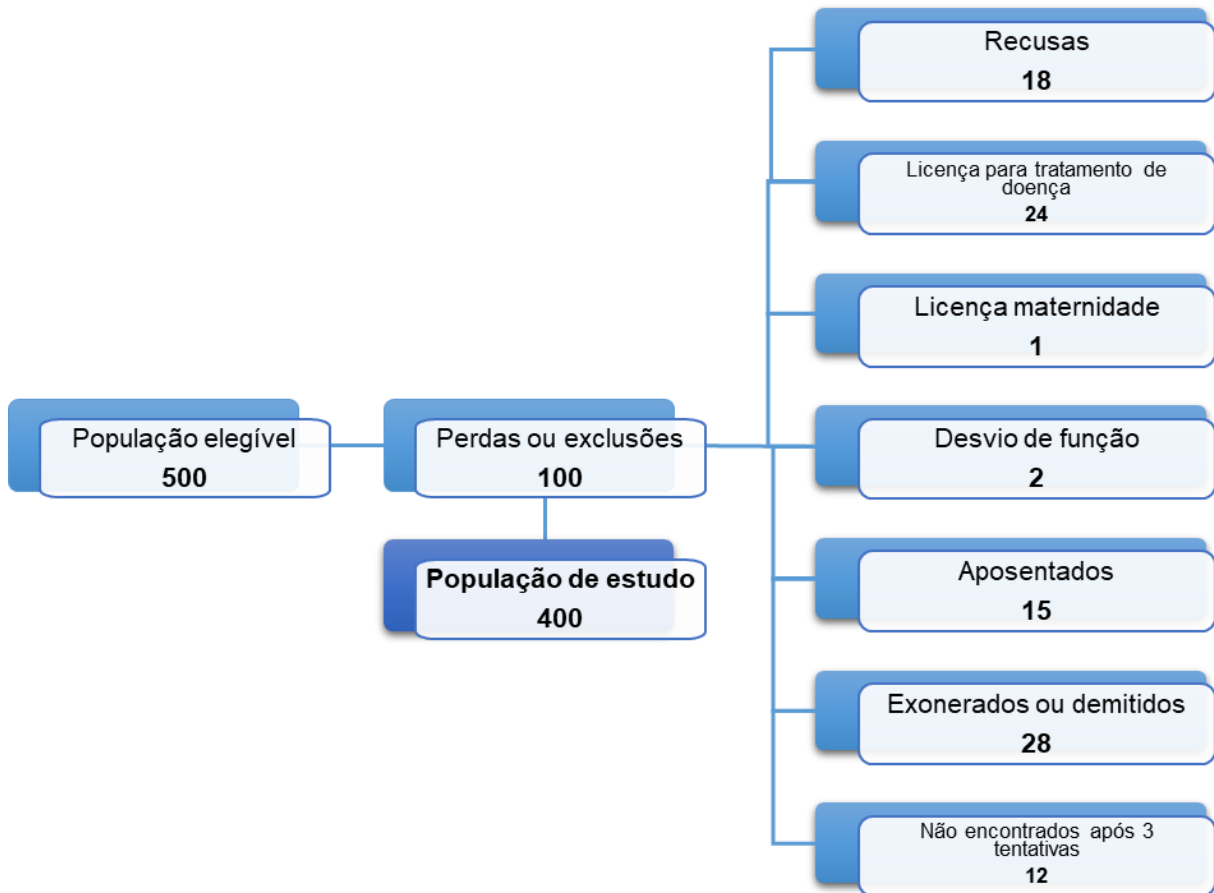 População elegível
500
Perdas ou exclusões
100
População de estudo
400
Recusas
18
Licença para tratamento de
doença
24
Licença maternidade
1
Desvio de função
2
Aposentados
15
Exonerados ou demitidos
28
Não encontrados após 3
tentativas
12